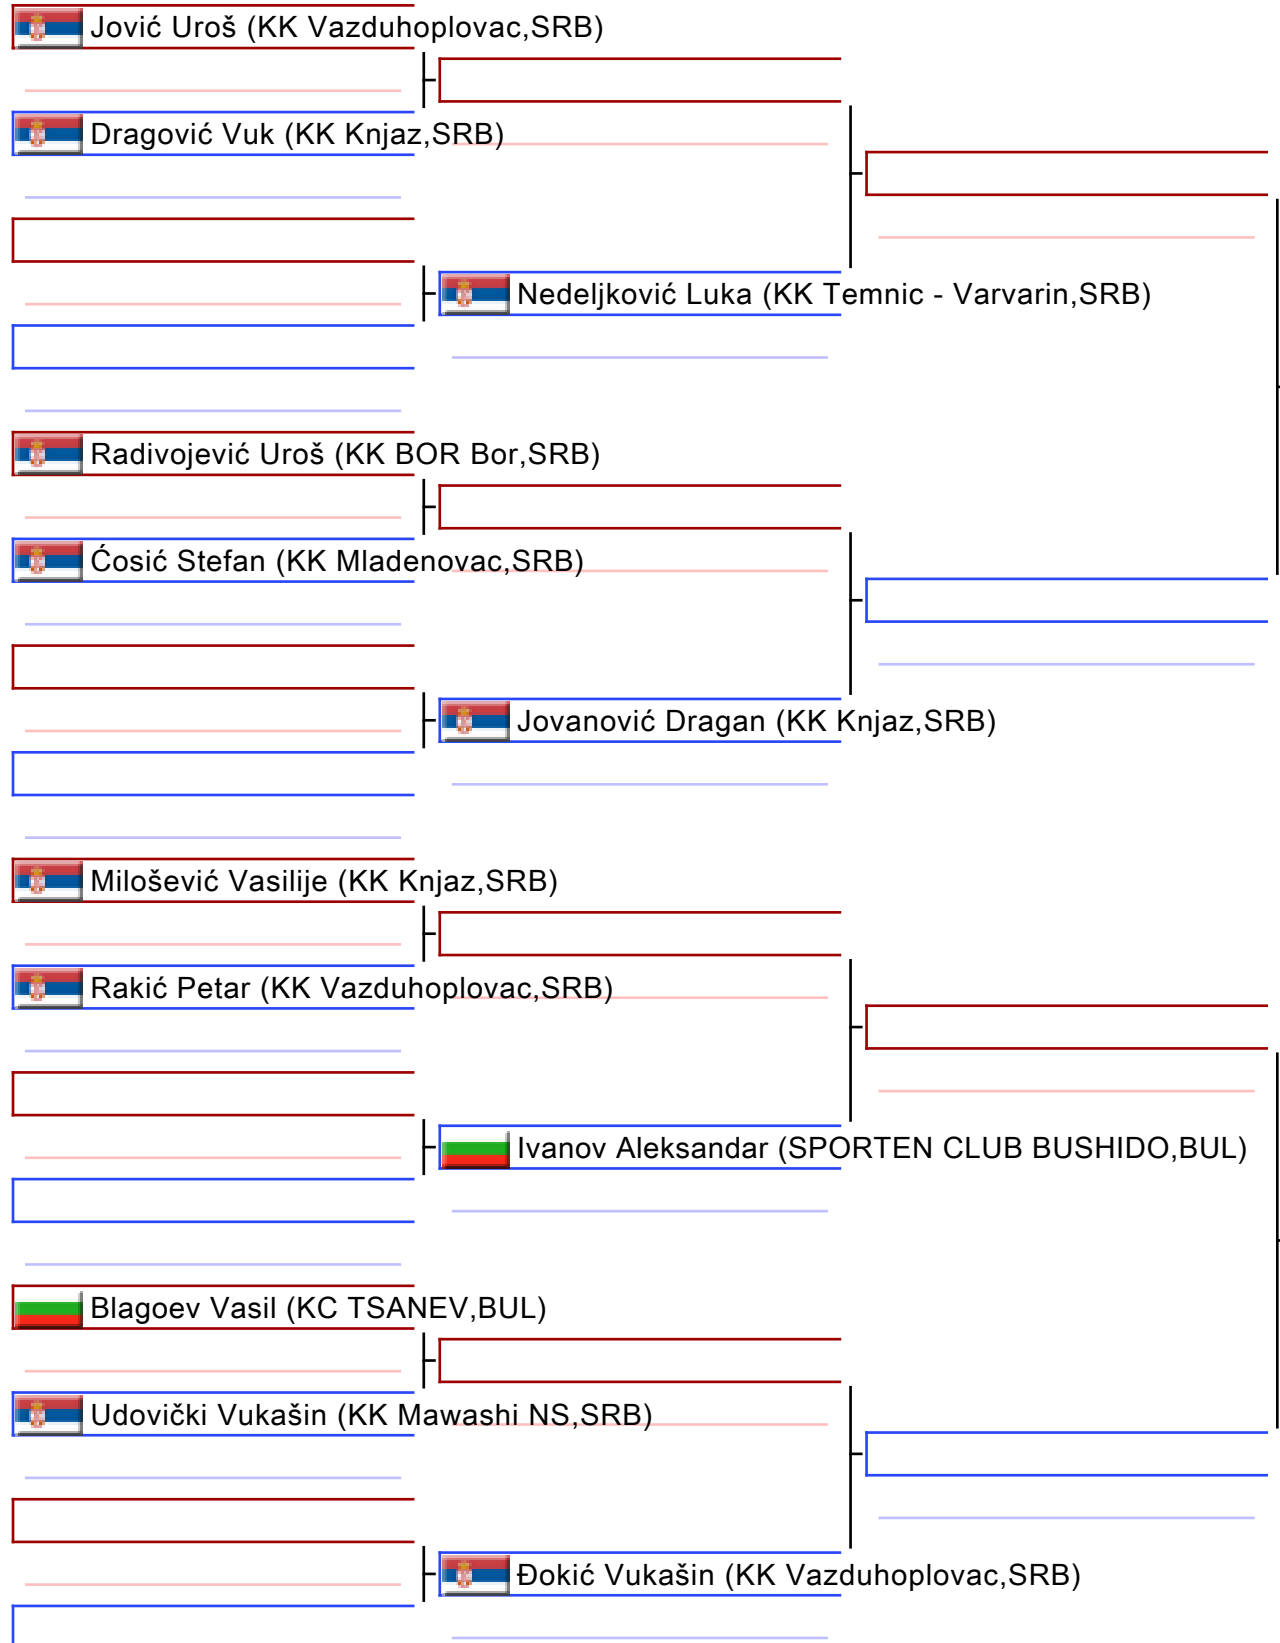 Jović Uroš (KK Vazduhoplovac,SRB)
Dragović Vuk (KK Knjaz,SRB)
Nedeljković Luka (KK Temnic - Varvarin,SRB)
Radivojević Uroš (KK BOR Bor,SRB)
Ćosić Stefan (KK Mladenovac,SRB)
Jovanović Dragan (KK Knjaz,SRB)
Milošević Vasilije (KK Knjaz,SRB)
Rakić Petar (KK Vazduhoplovac,SRB)
Ivanov Aleksandar (SPORTEN CLUB BUSHIDO,BUL)
Blagoev Vasil (KC TSANEV,BUL)
Udovički Vukašin (KK Mawashi NS,SRB)
Đokić Vukašin (KK Vazduhoplovac,SRB)